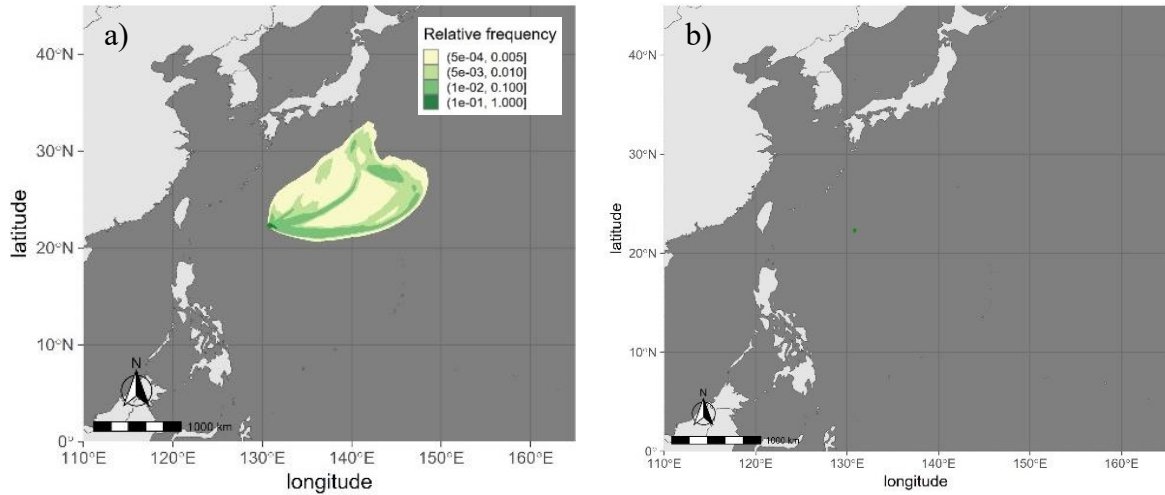 a)
Relative frequency
(5e-04, 0.005]
(5e-03, 0.010]
(1e-02, 0.100]
(1e-01, 1.000]
40°N
30°N
20°N
10°N
0°
latitude
N
1000 km
110°E 120°E 130°E 140°E 150°E 160°E
longitude
b)
40°N
30°N
20°N
10°N
0°
latitude
N
1000 km
110°E 120°E 130°E 140°E 150°E 160°E
longitude